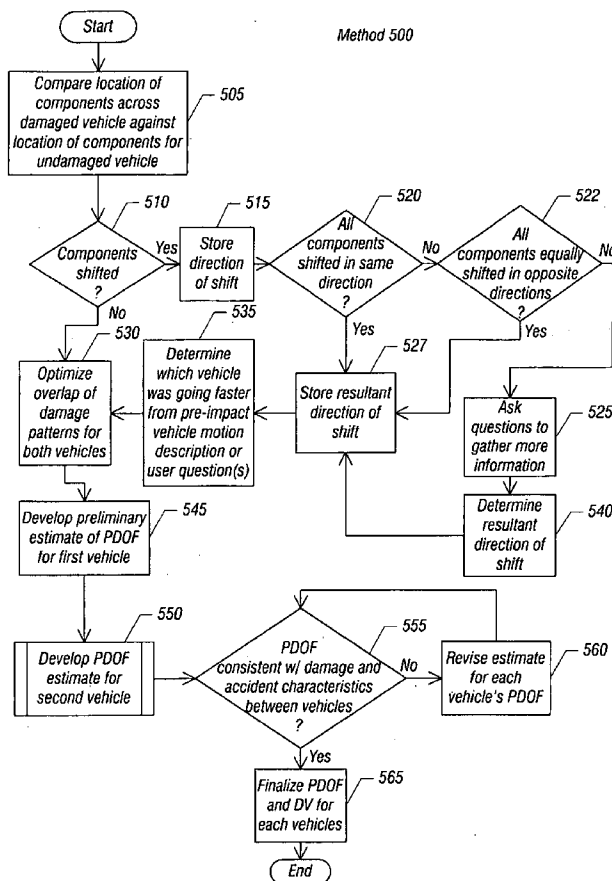 Start
Method 500
Compare location of
components across
damaged vehicle against
location of components for
undamaged vehicle
505
510
Components
shifted
?
Yes
No
515
Store
direction
of shift
520
All
components
shifted in same
direction
?
No
Yes
522
All
components equally
shifted in opposite
directions
?
No
Yes
530
Optimize
overlap of
damage
patterns for
both vehicles
535
Determine
which vehicle
was going faster
from pre-impact
vehicle motion
description or
user question(s)
527
Store resultant
direction of
shift
Ask
questions to
gather more
information
525
Determine
resultant
direction of
shift
540
Develop preliminary
estimate of PDOF
for first vehicle
545
550
Develop PDOF
estimate for
second vehicle
555
PDOF
consistent w/ damage and
accident characteristics
between vehicles
?
No
Yes
Revise estimate
for each
vehicle's PDOF
560
Finalize PDOF
and DV for
each vehicles
565
End